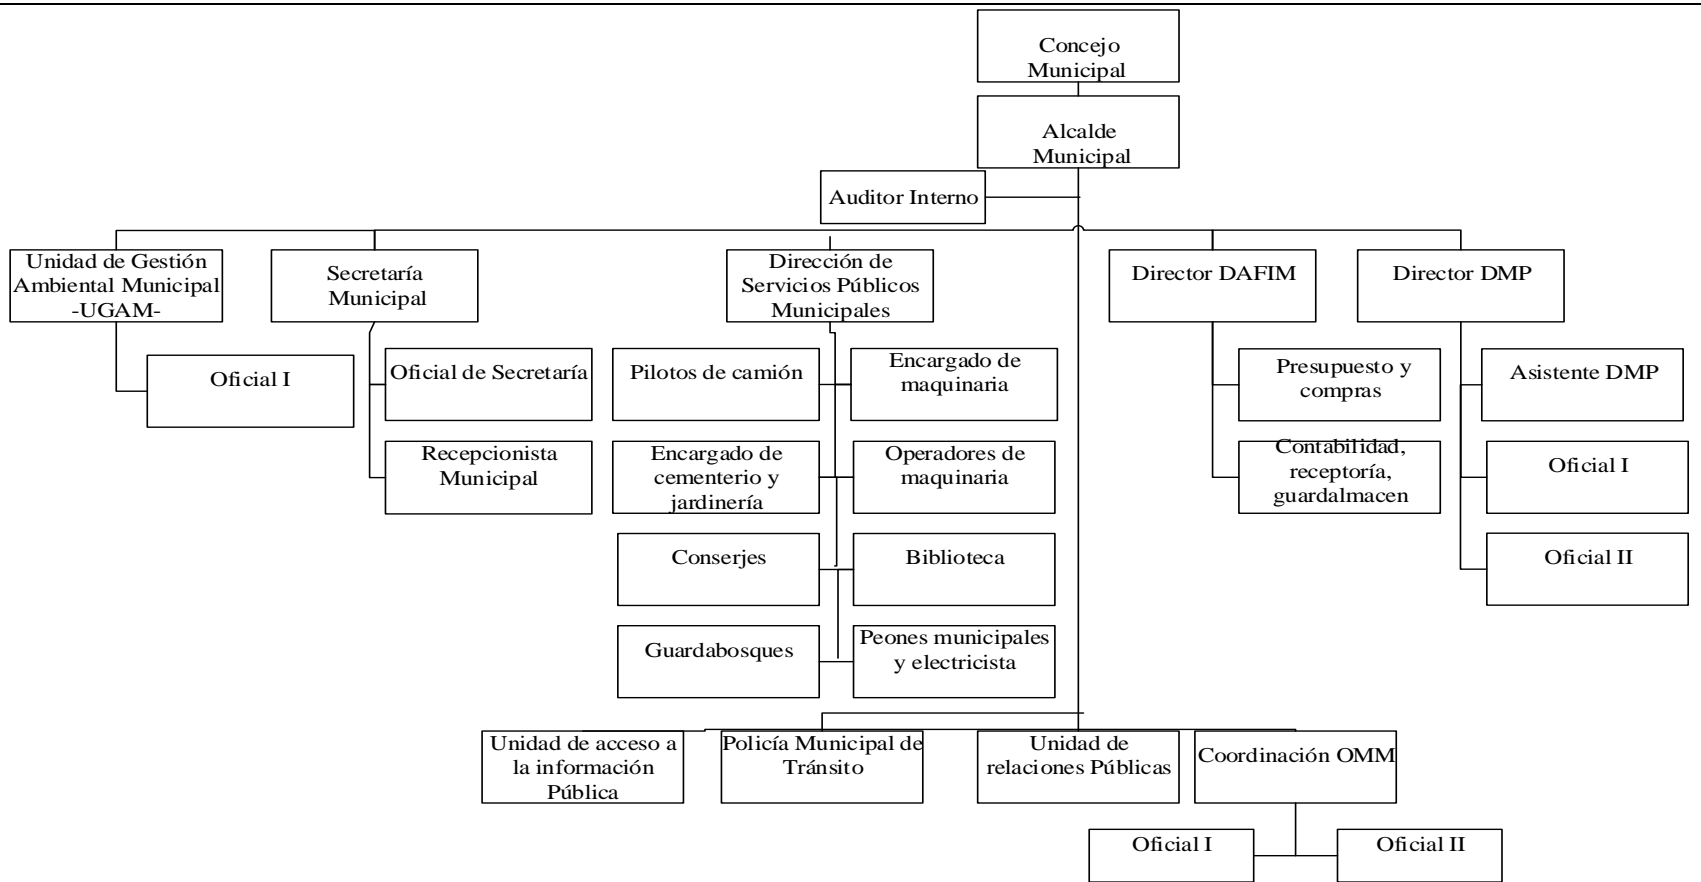 Concejo
Municipal
Alcalde
Municipal
Auditor Interno
Unidad de Gestión
Ambiental Municipal
-UGAM-
Secretaría
Municipal
Dirección de
Servicios Públicos
Municipales
Director DAFIM
Director DMP
Oficial I
Oficial de Secretaría
Recepcionista
Municipal
Pilotos de camión
Encargado de
maquinaria
Encargado de
cementerio y
jardinería
Operadores de
maquinaria
Conserjes
Biblioteca
Guardabosques
Peones municipales
y electricista
Presupuesto y
compras
Contabilidad,
receptoría,
guardalmacen
Asistente DMP
Oficial I
Oficial II
Unidad de acceso a
la información
Pública
Policía Municipal de
Tránsito
Unidad de
relaciones Públicas
Coordinación OMM
Oficial I
Oficial II